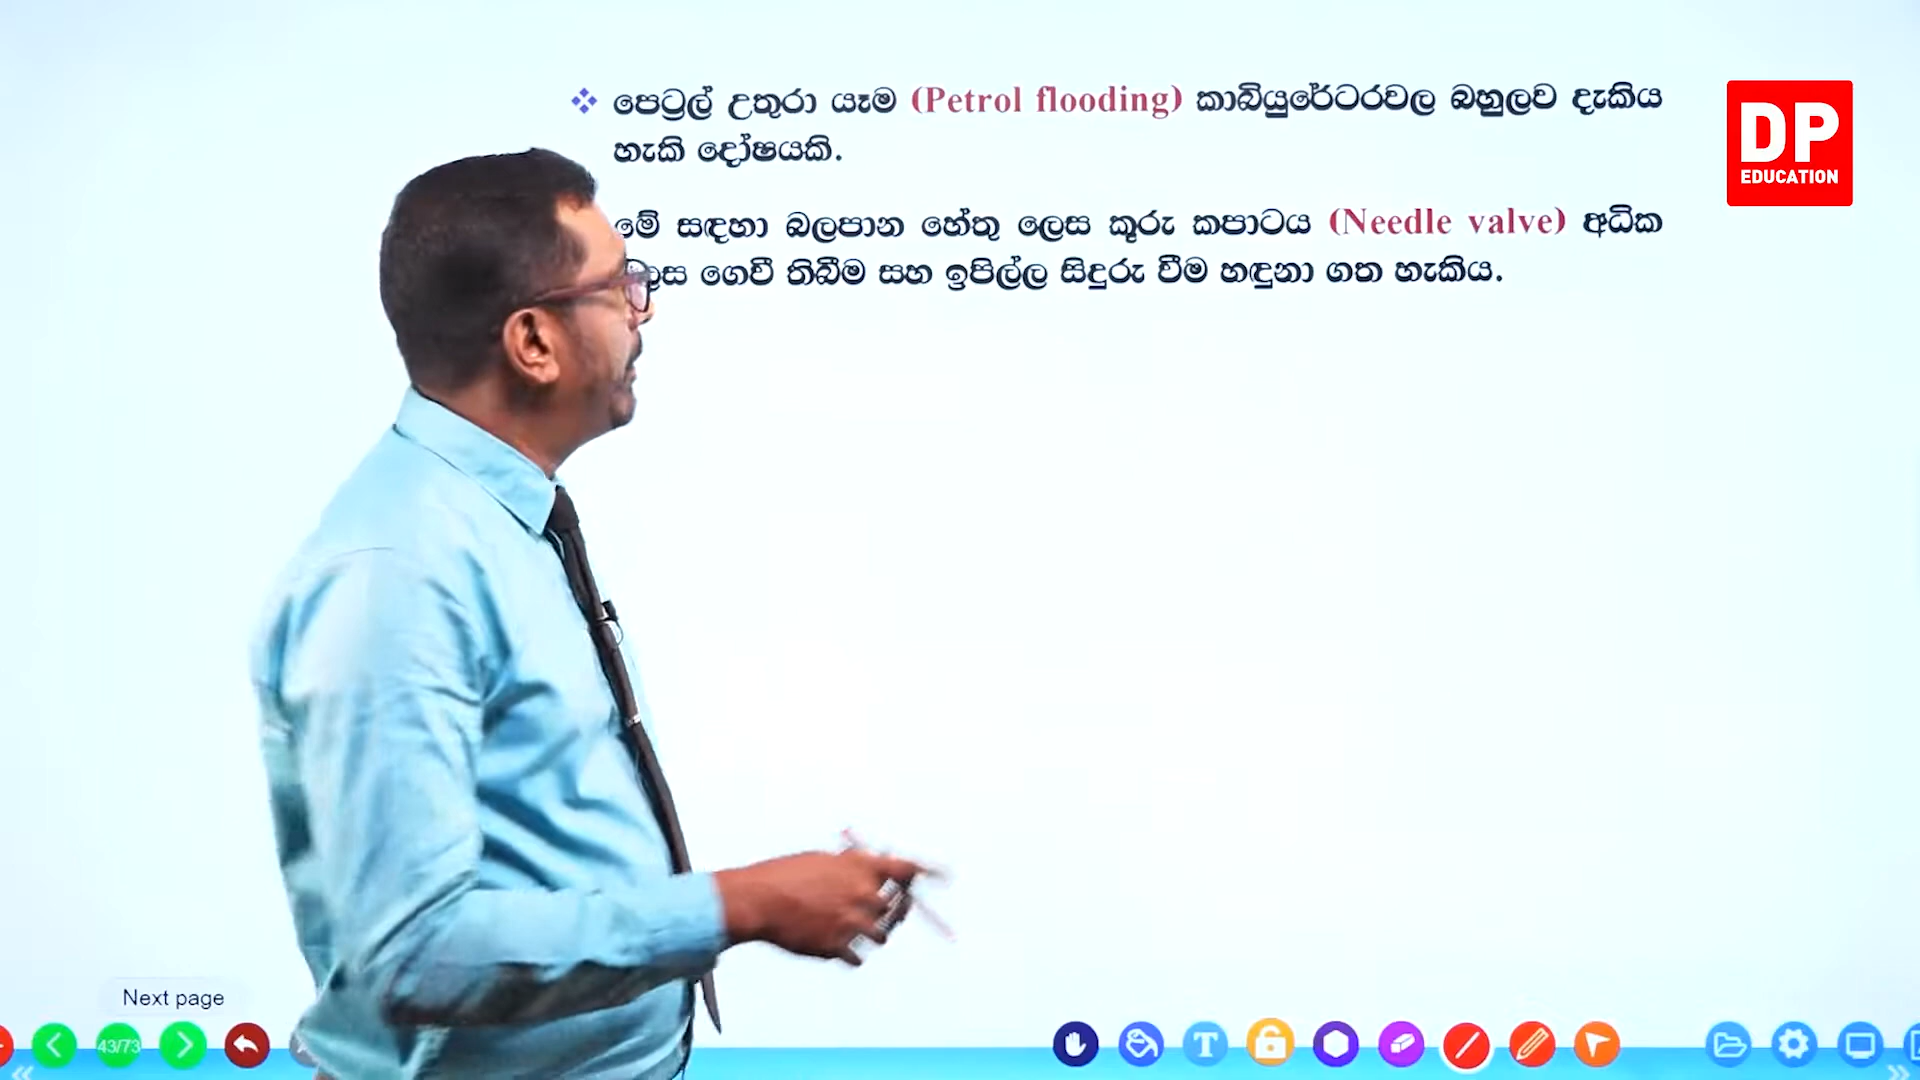 පෙට්‍රල් උතුරා යෑම (Petrol flooding) කාබියුරේටරවල බහුලව දැකිය
හැකි දෝෂයකි.
මේ සඳහා බලපාන හේතු ලෙස කූරු කපාටය (Needle valve) අධික
ගෙවී තිබීම සහ ඉපිල්ල සිදුරු වීම හඳුනා ගත හැකිය.
DP
EDUCATION
Next page
43/73
T